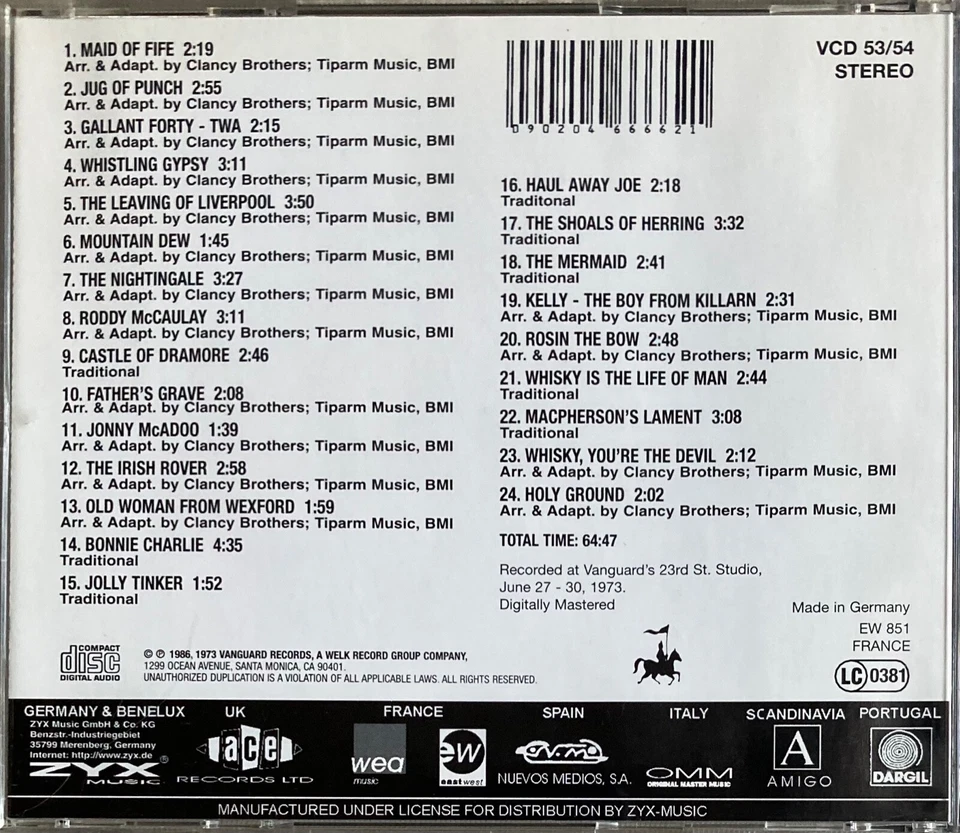 1. MAID OF FIFE 2:19
Arr. & Adapt. by Clancy Brothers; Tiparm Music, BMI
2. JUG OF PUNCH 2:55
Arr. & Adapt. by Clancy Brothers; Tiparm Music, BMI
3. GALLANT FORTY - TWA 2:15
Arr. & Adapt. by Clancy Brothers; Tiparm Music, BMI
4. WHISTLING GYPSY 3:11
Arr. & Adapt. by Clancy Brothers; Tiparm Music, BMI
5. THE LEAVING OF LIVERPOOL 3:50
Arr. & Adapt. by Clancy Brothers; Tiparm Music, BMI
6. MOUNTAIN DEW 1:45
Arr. & Adapt. by Clancy Brothers; Tiparm Music, BMI
7. THE NIGHTINGALE 3:27
Arr. & Adapt. by Clancy Brothers; Tiparm Music, BMI
8. RODDY McCAULAY 3:11
Arr. & Adapt. by Clancy Brothers; Tiparm Music, BMI
9. CASTLE OF DRAMORE 2:46
Traditional
10. FATHER'S GRAVE 2:08
Arr. & Adapt. by Clancy Brothers; Tiparm Music, BMI
11. JONNY McADOO 1:39
Arr. & Adapt. by Clancy Brothers; Tiparm Music, BMI
12. THE IRISH ROVER 2:58
Arr. & Adapt. by Clancy Brothers; Tiparm Music, BMI
13. OLD WOMAN FROM WEXFORD 1:59
Arr. & Adapt. by Clancy Brothers; Tiparm Music, BMI
14. BONNIE CHARLIE 4:35
Traditional
15. JOLLY TINKER 1:52
Traditional
VCD 53/54
STEREO
090204 666621
16. HAUL AWAY JOE 2:18
Traditonal
17. THE SHOALS OF HERRING 3:32
Traditional
18. THE MERMAID 2:41
Traditional
19. KELLY - THE BOY FROM KILLARN 2:31
Arr. & Adapt. by Clancy Brothers; Tiparm Music, BMI
20. ROSIN THE BOW 2:48
Arr. & Adapt. by Clancy Brothers; Tiparm Music, BMI
21. WHISKY IS THE LIFE OF MAN 2:44
Traditional
22. MACPHERSON'S LAMENT 3:08
Traditional
23. WHISKY, YOU'RE THE DEVIL 2:12
Arr. & Adapt. by Clancy Brothers; Tiparm Music, BMI
24. HOLY GROUND 2:02
Arr. & Adapt. by Clancy Brothers; Tiparm Music, BMI
TOTAL TIME: 64:47
Recorded at Vanguard's 23rd St. Studio,
June 27 - 30, 1973.
Digitally Mastered
Made in Germany
EW 851
FRANCE
LC 0381
COMPACT
disc
DIGITAL AUDIO
© ℗ 1986, 1973 VANGUARD RECORDS, A WELK RECORD GROUP COMPANY,
1299 OCEAN AVENUE, SANTA MONICA, CA 90401.
UNAUTHORIZED DUPLICATION IS A VIOLATION OF ALL APPLICABLE LAWS. ALL RIGHTS RESERVED.
GERMANY & BENELUX
ZYX Music GmbH & Co. KG
Benzstr.-Industriegebiet
35799 Merenberg, Germany
Internet: http://www.zyx.de
ZYX®
MUSIC
UK
ace
RECORDS LTD
FRANCE
wea
music
ew
eastwest
SPAIN
NUEVOS MEDIOS, S.A.
ITALY
OMM
ORIGINAL MASTER MUSIC
SCANDINAVIA
A
AMIGO
PORTUGAL
DARGIL
MANUFACTURED UNDER LICENSE FOR DISTRIBUTION BY ZYX-MUSIC